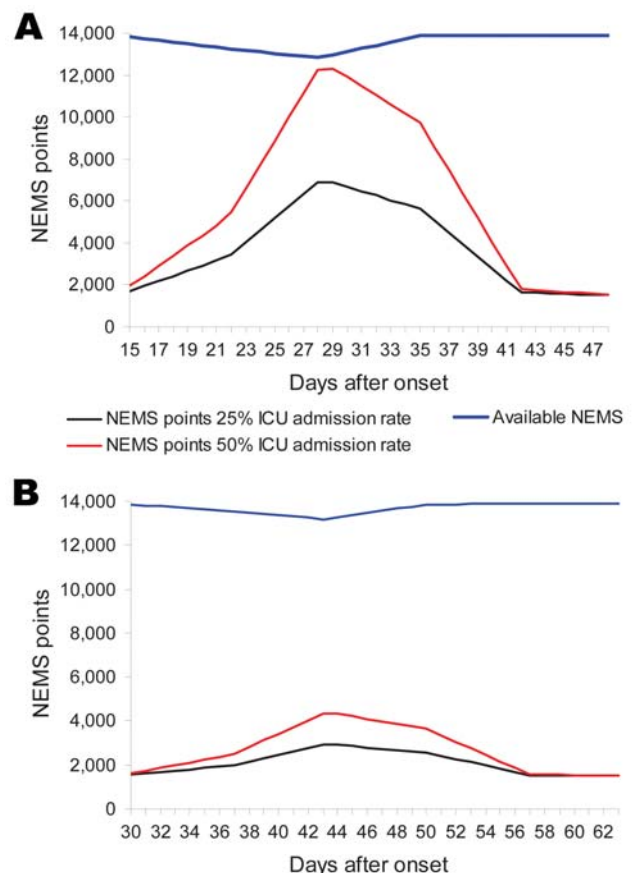 A
14,000
12,000
10,000
8,000
6,000
4,000
2,000
0
NEMS points
15 17 19 21 23 25 27 29 31 33 35 37 39 41 43 45 47
Days after onset
NEMS points 25% ICU admission rate Available NEMS
NEMS points 50% ICU admission rate
B
14,000
12,000
10,000
8,000
6,000
4,000
2,000
0
NEMS points
30 32 34 36 38 40 42 44 46 48 50 52 54 56 58 60 62
Days after onset